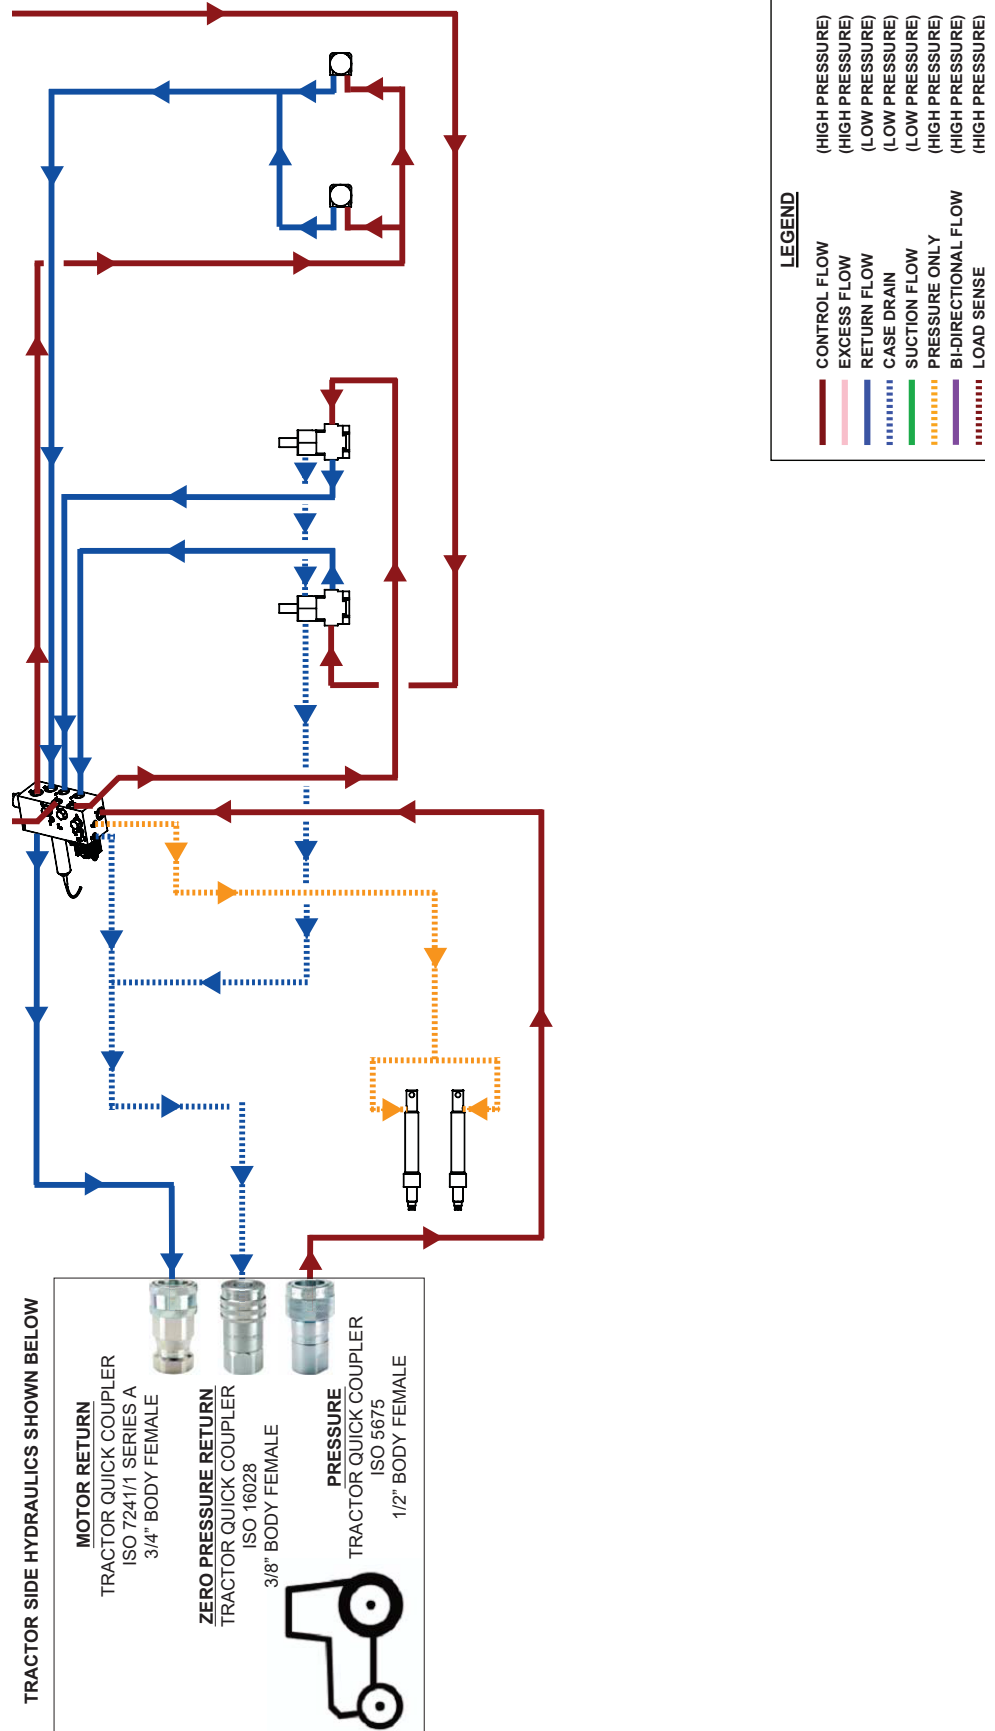 TRACTOR SIDE HYDRAULICS SHOWN BELOW
MOTOR RETURN
TRACTOR QUICK COUPLER
ISO 7241/1 SERIES A
3/4" BODY FEMALE
ZERO PRESSURE RETURN
TRACTOR QUICK COUPLER
ISO 16028
3/8" BODY FEMALE
PRESSURE
TRACTOR QUICK COUPLER
ISO 5675
1/2" BODY FEMALE
LEGEND
CONTROL FLOW (HIGH PRESSURE)
EXCESS FLOW (HIGH PRESSURE)
RETURN FLOW (LOW PRESSURE)
CASE DRAIN (LOW PRESSURE)
SUCTION FLOW (LOW PRESSURE)
PRESSURE ONLY (HIGH PRESSURE)
BI-DIRECTIONAL FLOW (HIGH PRESSURE)
LOAD SENSE (HIGH PRESSURE)